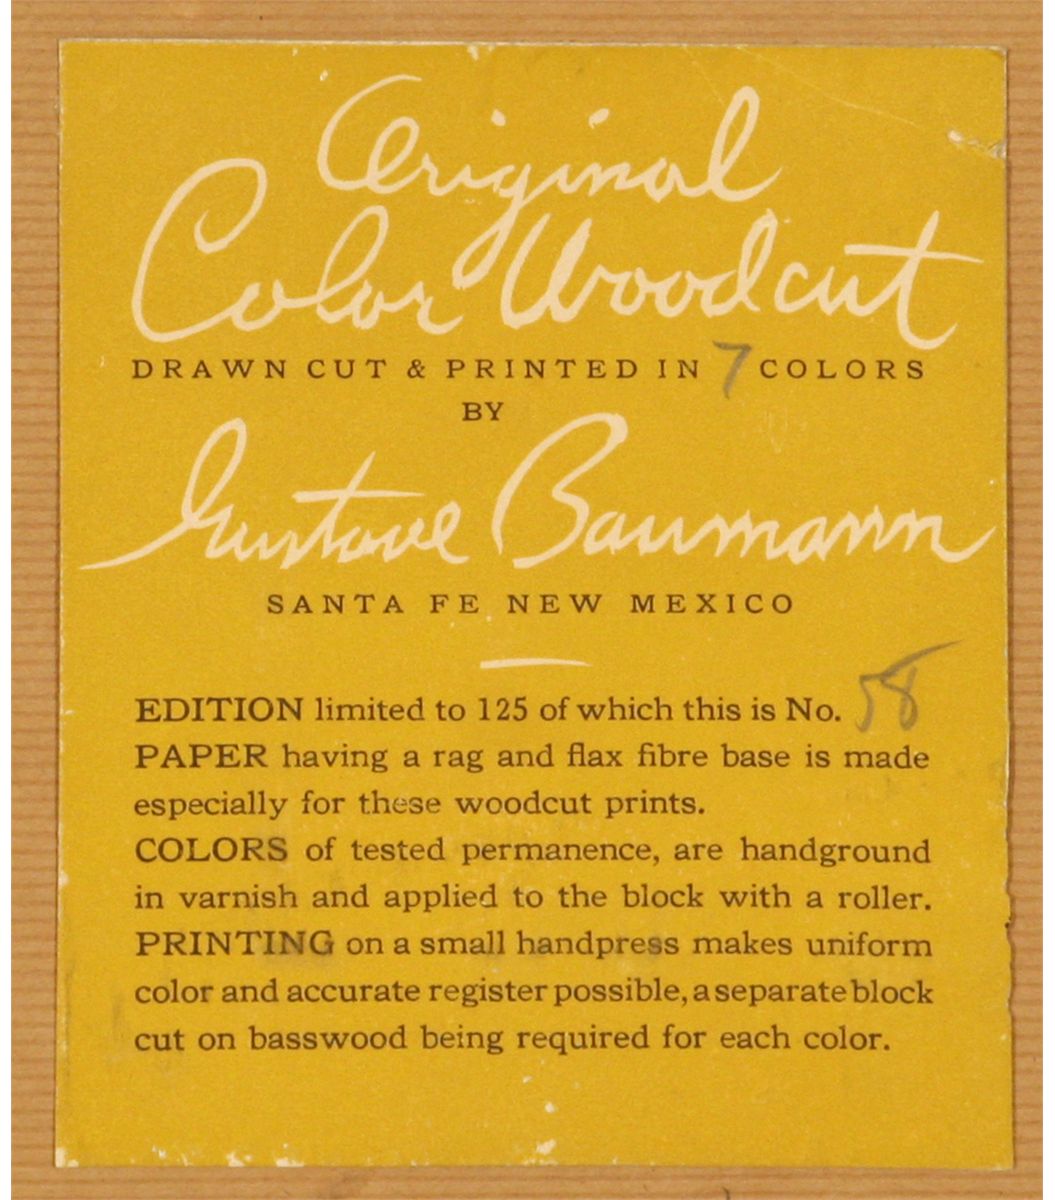 Original
Color Woodcut
DRAWN CUT & PRINTED IN 7 COLORS
BY
Gustave Baumann
SANTA FE NEW MEXICO
EDITION limited to 125 of which this is No. 58
PAPER having a rag and flax fibre base is made
especially for these woodcut prints.
COLORS of tested permanence, are handground
in varnish and applied to the block with a roller.
PRINTING on a small handpress makes uniform
color and accurate register possible, a separate block
cut on basswood being required for each color.